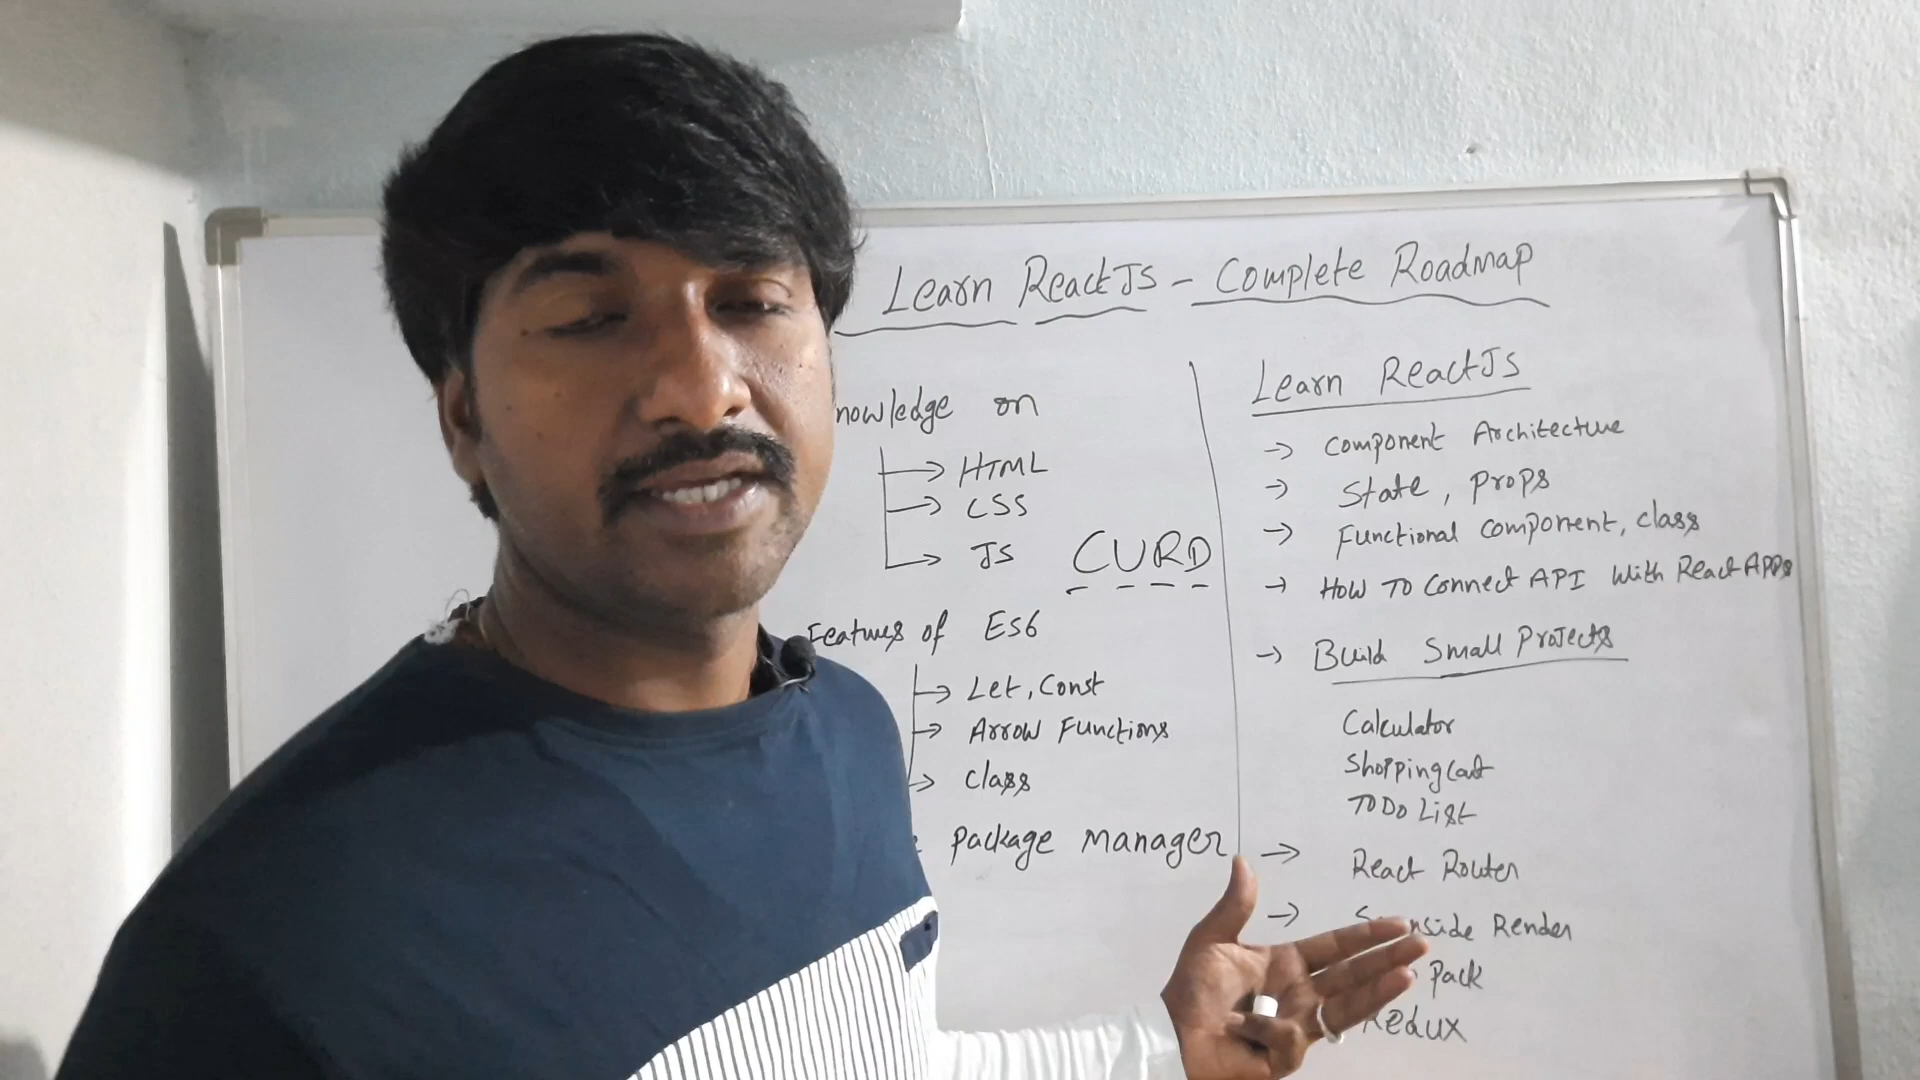 Learn ReactJS - Complete Roadmap
nowledge on
HTML
CSS
JS
CURD
Features of ES6
Let, Const
Arrow Functions
class
Package Manager
Learn ReactJS
→ Component Architecture
→ State, Props
→ Functional component, class
→ HOW TO Connect API With React APPs
→ Build Small Projects
Calculator
Shopping Cart
TODO List
→ React Router
→ Render
Pack
Redux